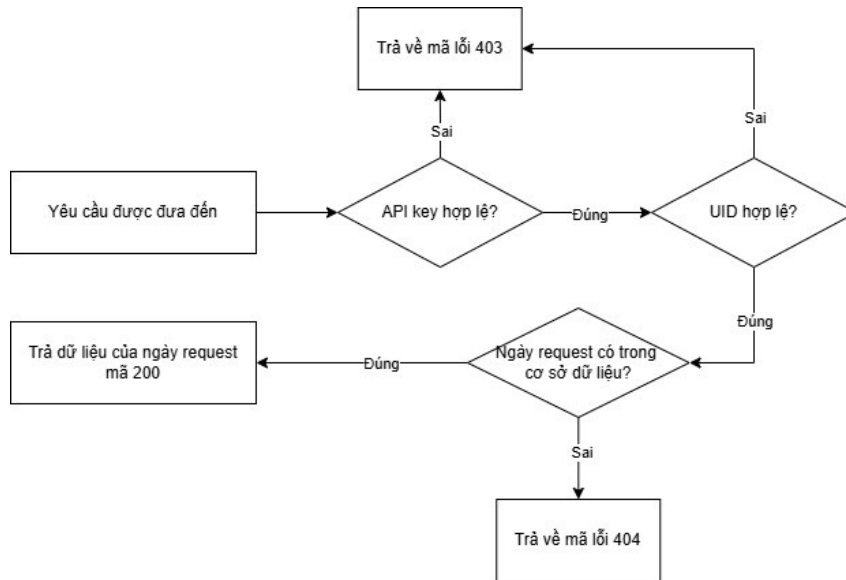 Trả về mã lỗi 403
Sai
Sai
Yêu cầu được đưa đến
API key hợp lệ?
Đúng
UID hợp lệ?
Đúng
Trả dữ liệu của ngày request
mã 200
Đúng
Ngày request có trong
cơ sở dữ liệu?
Sai
Trả về mã lỗi 404